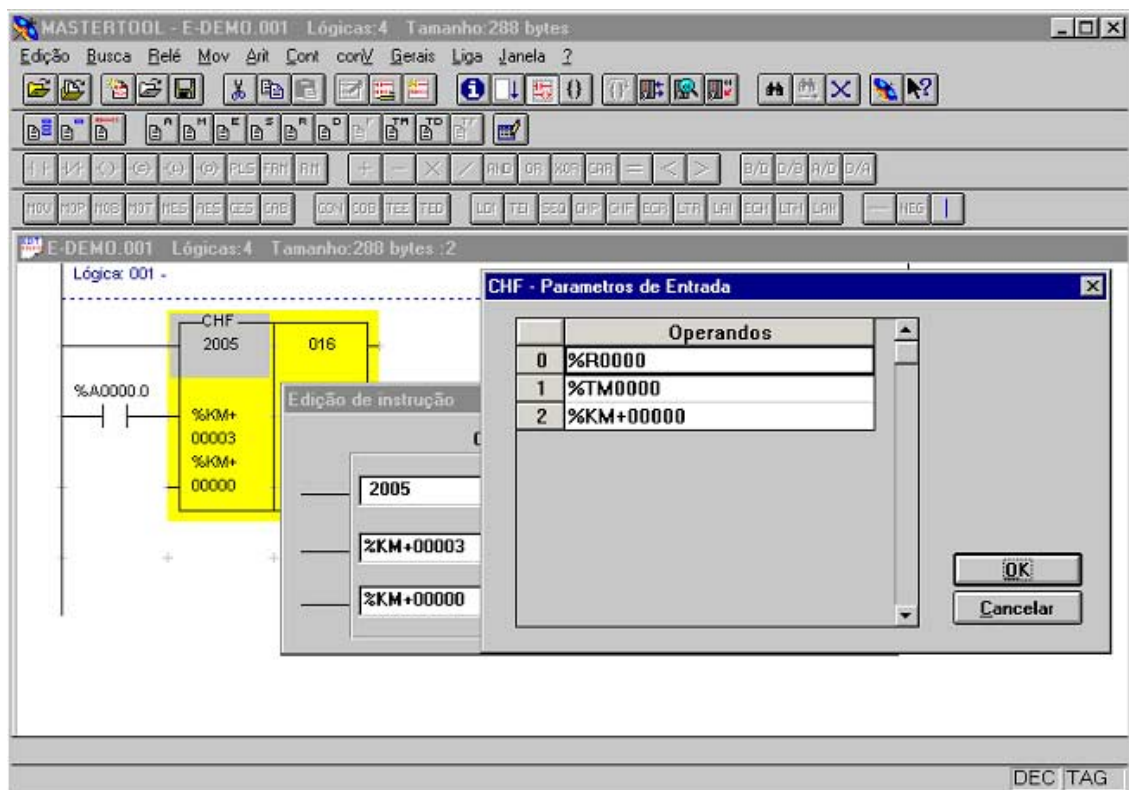 MASTERTOOL - E-DEMO.001 Lógicas:4 Tamanho:288 bytes
Edição Busca Relé Mov Arit Cont conV Gerais Liga Janela ?
PLS FRM RM + - X / AND OR XOR CAR = < > B/D D/B A/D D/A
MOV MOP MOB MOT MES AES CES CAB CON COB TEE TED LDI TEI SEQ CHP CHF ECR LTR LAI ECH LTH LAH NEG
E-DEMO.001 Lógicas:4 Tamanho:288 bytes :2
Lógica: 001 -
CHF
2005 016
%A0000.0
%KM+
00003
%KM+
00000
Edição de instrução
2005
%KM+00003
%KM+00000
CHF - Parametros de Entrada
Operandos
0 %R0000
1 %TM0000
2 %KM+00000
OK
Cancelar
DEC TAG